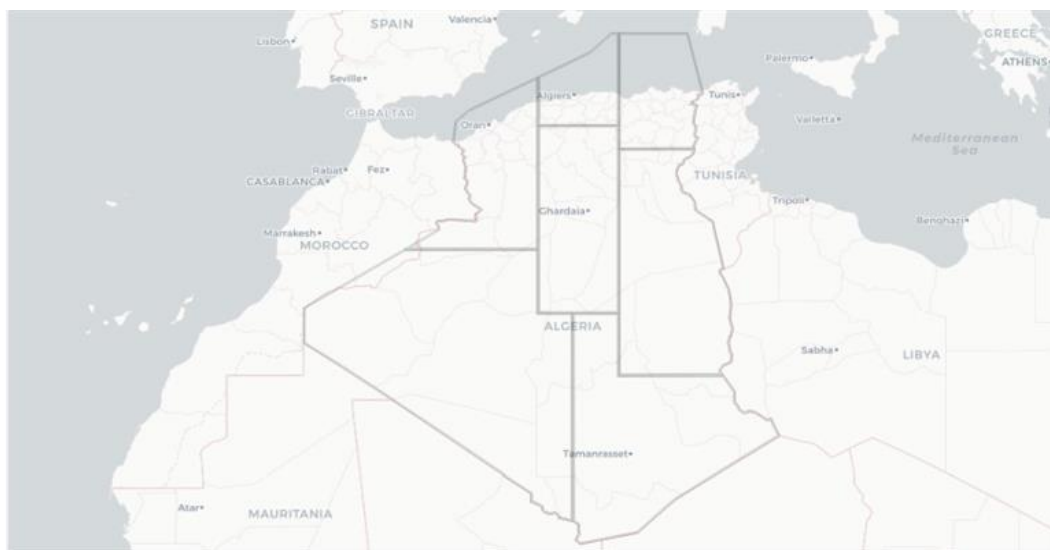 SPAIN
Valencia
Lisbon
GREECE
Palermo
ATHENS
Seville
Algiers
Tunis
GIBRALTAR
Oran
Valletta
Mediterranean
Sea
Rabat
Fez
CASABLANCA
TUNISIA
Tripoli
Ghardaia
Benghazi
Marrakesh
MOROCCO
ALGERIA
Sabha
LIBYA
Tamanrasset
Atar
MAURITANIA